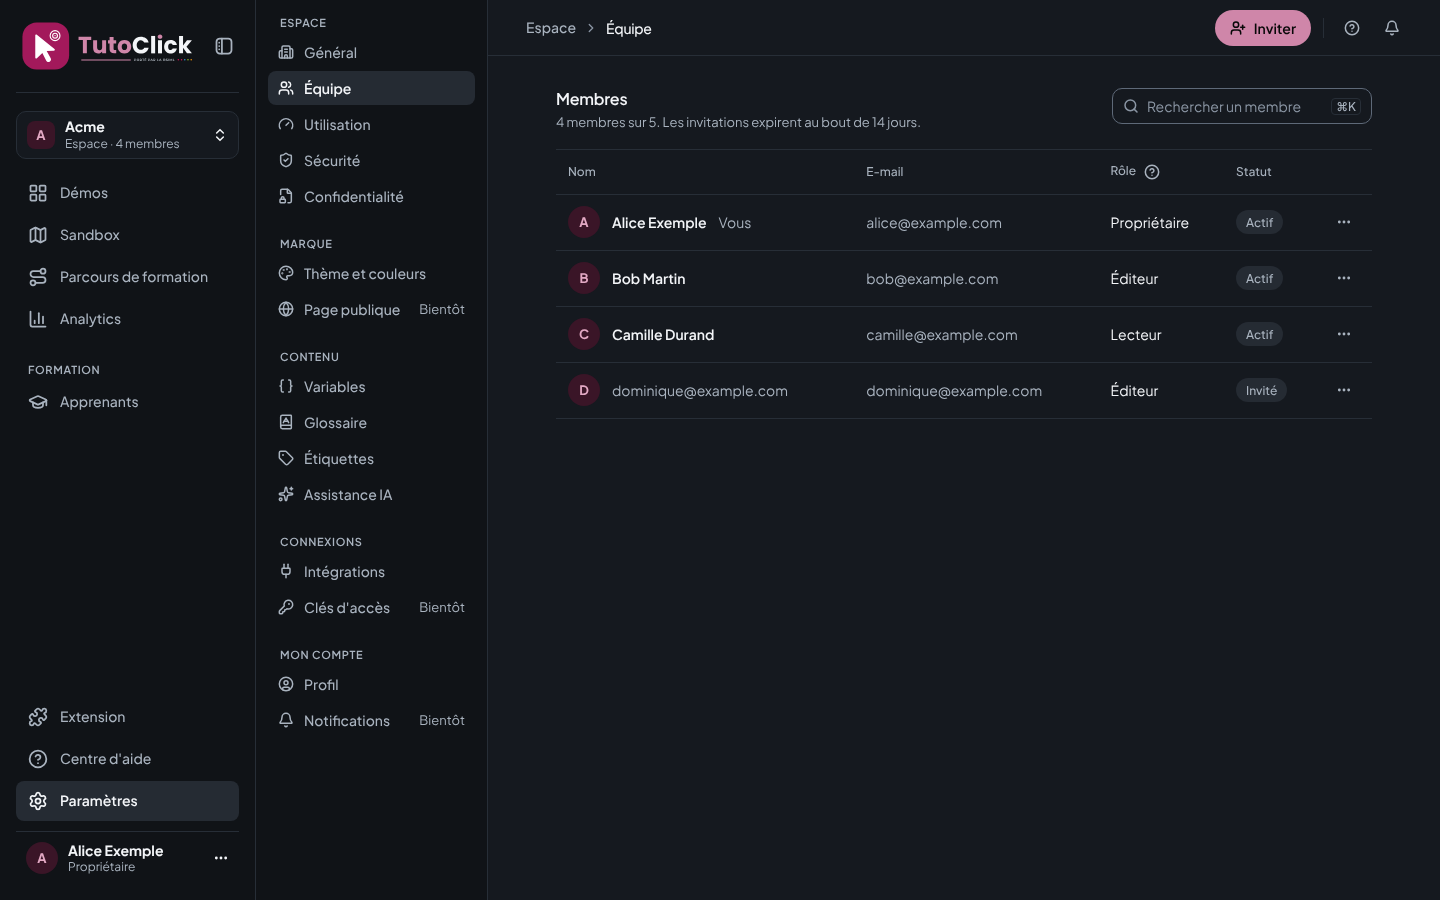 TutoClick
Acme
Espace · 4 membres
Démos
Sandbox
Parcours de formation
Analytics
FORMATION
Apprenants
Extension
Centre d'aide
Paramètres
A
Alice Exemple
Propriétaire
ESPACE
Général
Équipe
Utilisation
Sécurité
Confidentialité
MARQUE
Thème et couleurs
Page publique Bientôt
CONTENU
Variables
Glossaire
Étiquettes
Assistance IA
CONNEXIONS
Intégrations
Clés d'accès Bientôt
MON COMPTE
Profil
Notifications Bientôt
Espace > Équipe
Inviter
Membres
4 membres sur 5. Les invitations expirent au bout de 14 jours.
Rechercher un membre ⌘K
Nom E-mail Rôle Statut
A Alice Exemple Vous alice@example.com Propriétaire Actif
B Bob Martin bob@example.com Éditeur Actif
C Camille Durand camille@example.com Lecteur Actif
D dominique@example.com dominique@example.com Éditeur Invité